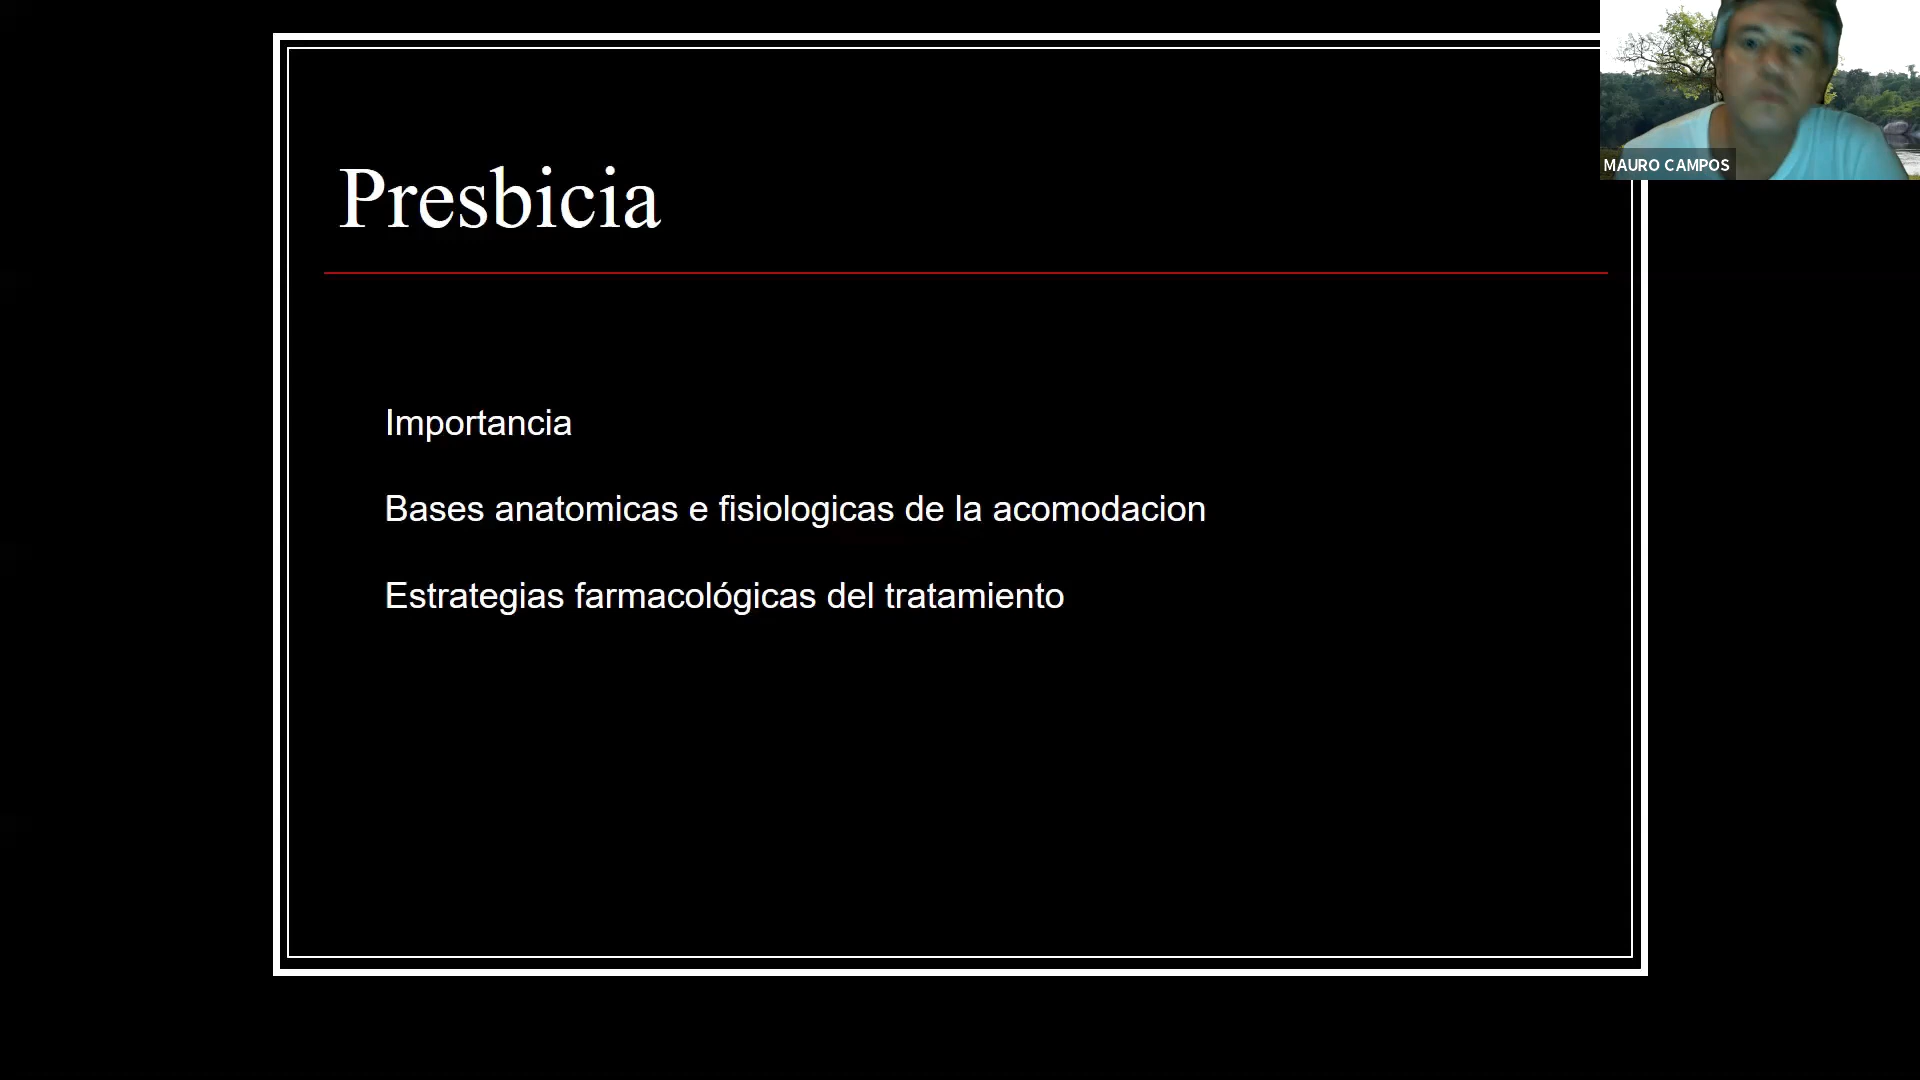 MAURO CAMPOS
Presbicia
Importancia
Bases anatomicas e fisiologicas de la acomodacion
Estrategias farmacológicas del tratamiento